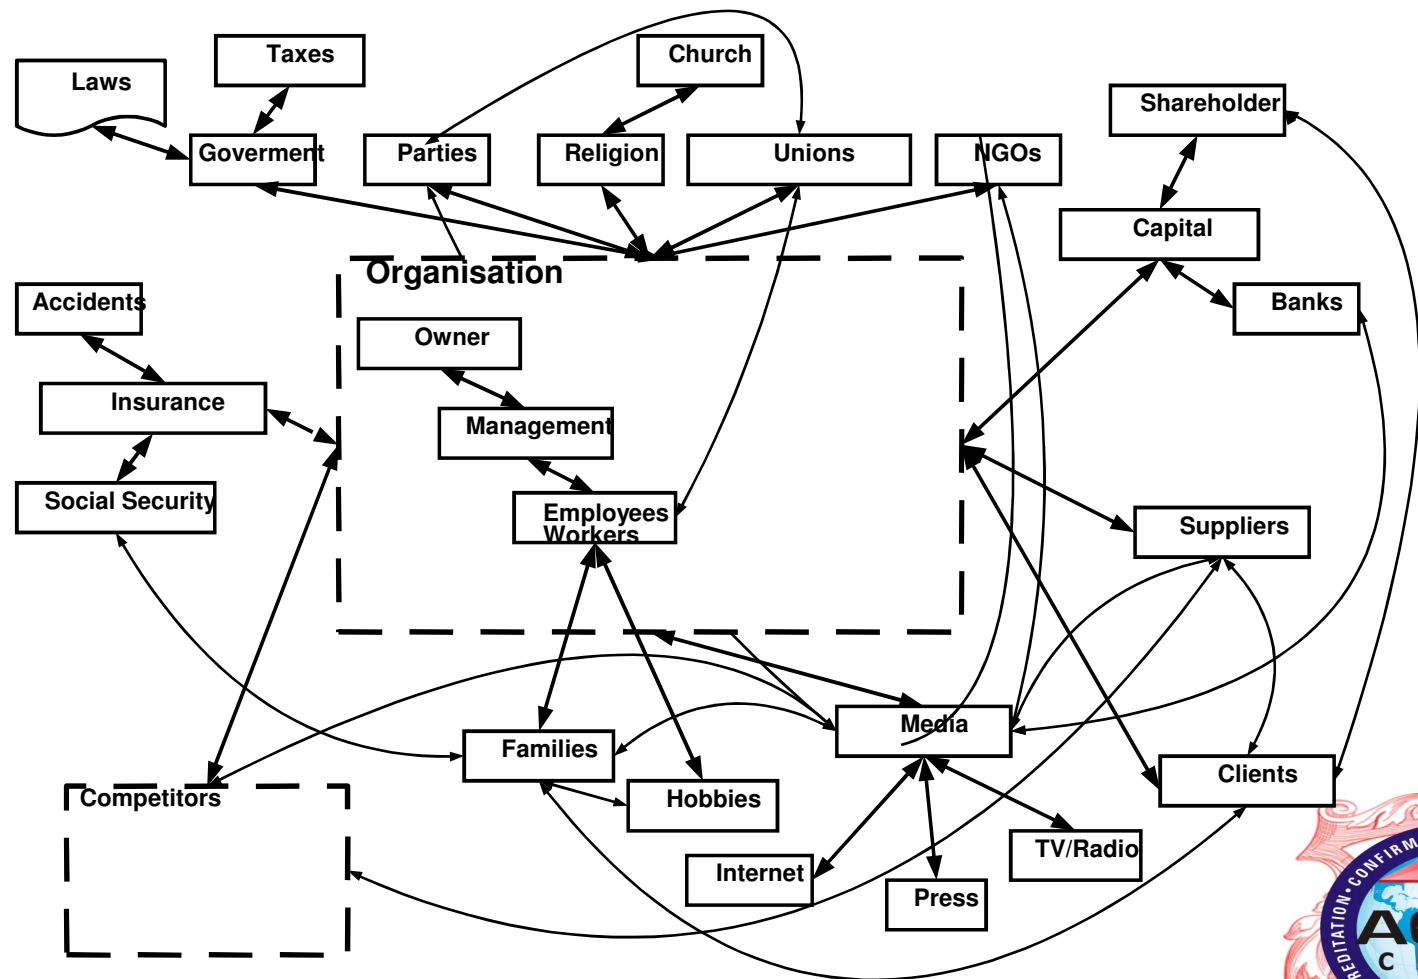 Taxes
Church
Laws
Shareholder
Goverment
Parties
Religion
Unions
NGOs
Capital
Organisation
Accidents
Banks
Owner
Insurance
Management
Social Security
Employees
Workers
Suppliers
Media
Families
Clients
Competitors
Hobbies
TV/Radio
Internet
Press